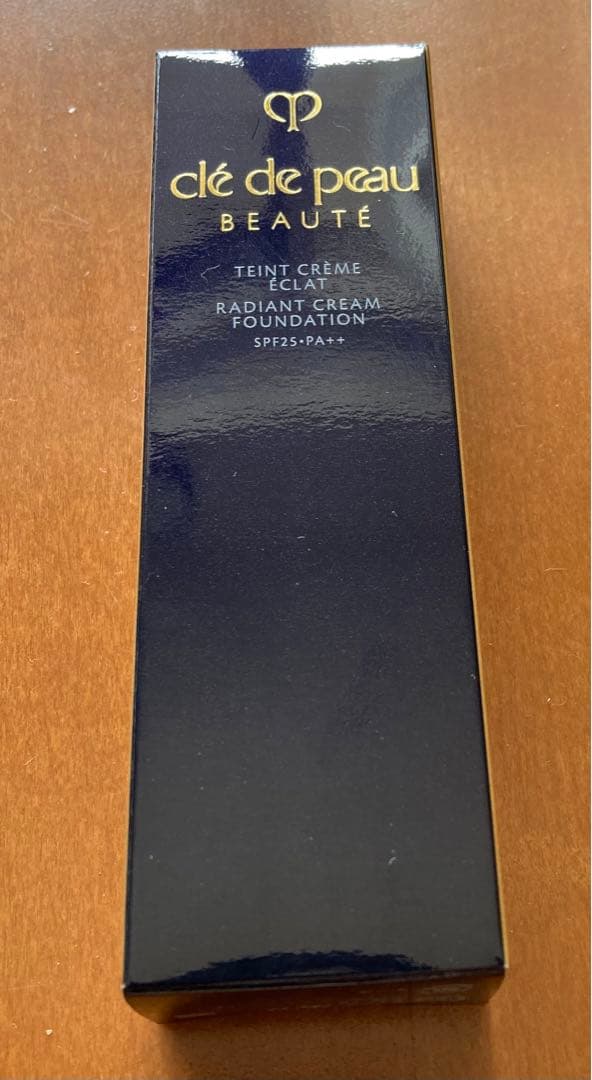 clé de peau
BEAUTÉ
TEINT CRÈME
ÉCLAT
RADIANT CREAM
FOUNDATION
SPF25•PA++